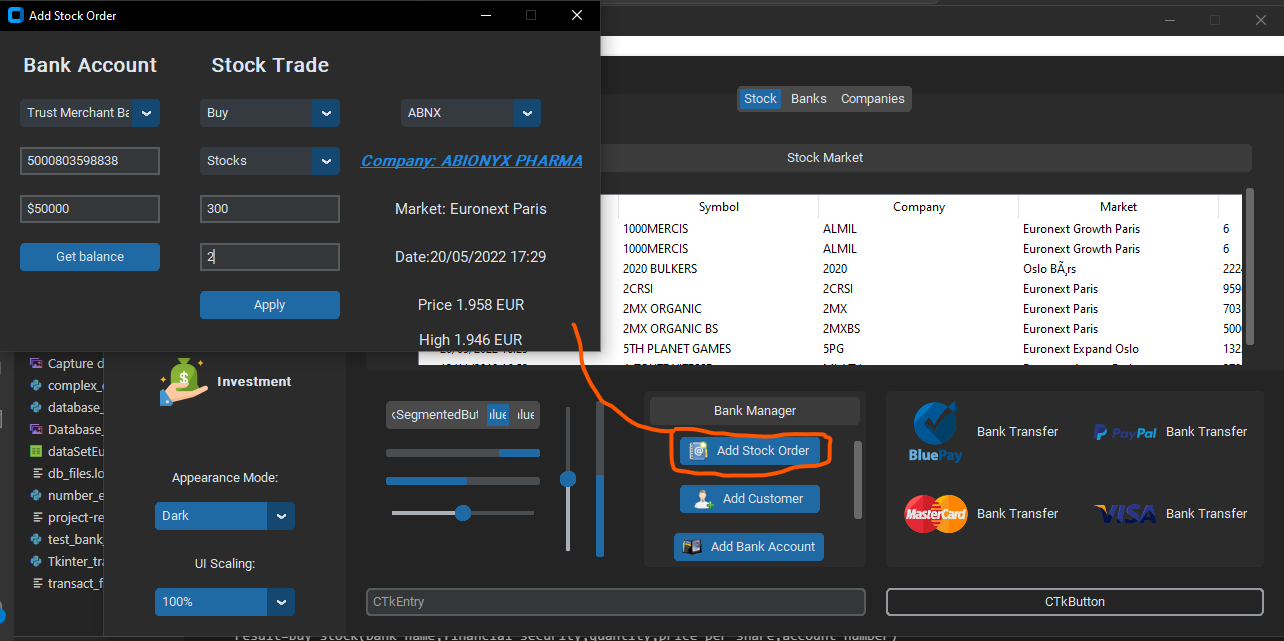 Add Stock Order
Bank Account
Stock Trade
Trust Merchant Ba
Buy
ABNX
5000803598838
Stocks
Company: ABIONYX PHARMA
$50000
300
Market: Euronext Paris
Get balance
2
Date:20/05/2022 17:29
Apply
Price 1.958 EUR
High 1.946 EUR
Stock Banks Companies
Stock Market
Symbol Company Market
1000MERCIS ALMIL Euronext Growth Paris 6
1000MERCIS ALMIL Euronext Growth Paris 6
2020 BULKERS 2020 Oslo BÃ¸rs 222
2CRSI 2CRSI Euronext Paris 959
2MX ORGANIC 2MX Euronext Paris 703
2MX ORGANIC BS 2MXBS Euronext Paris 500
5TH PLANET GAMES 5PG Euronext Expand Oslo 132
Capture d
complex_
database_
Database_
dataSetEu
db_files.lo
number_e
project-re
test_bank
Tkinter_tr
transact_f
Investment
Appearance Mode:
Dark
UI Scaling:
100%
kSegmentedBut alue alue
Bank Manager
Add Stock Order
Add Customer
Add Bank Account
BluePay
Bank Transfer
PayPal
Bank Transfer
MasterCard
Bank Transfer
VISA
Bank Transfer
CTkEntry
CTkButton
result=buy_stock(bank_name,financial_security,quantity,price_per_share,account_number)